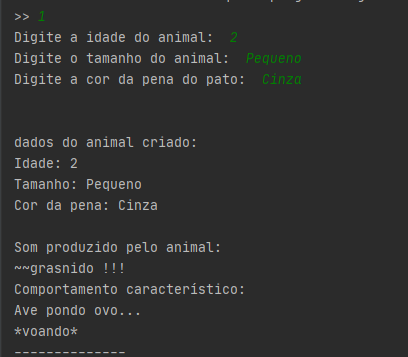 >> 1
Digite a idade do animal: 2
Digite o tamanho do animal: Pequeno
Digite a cor da pena do pato: Cinza
dados do animal criado:
Idade: 2
Tamanho: Pequeno
Cor da pena: Cinza
Som produzido pelo animal:
~~grasnido !!!
Comportamento característico:
Ave pondo ovo...
*voando*
--------------